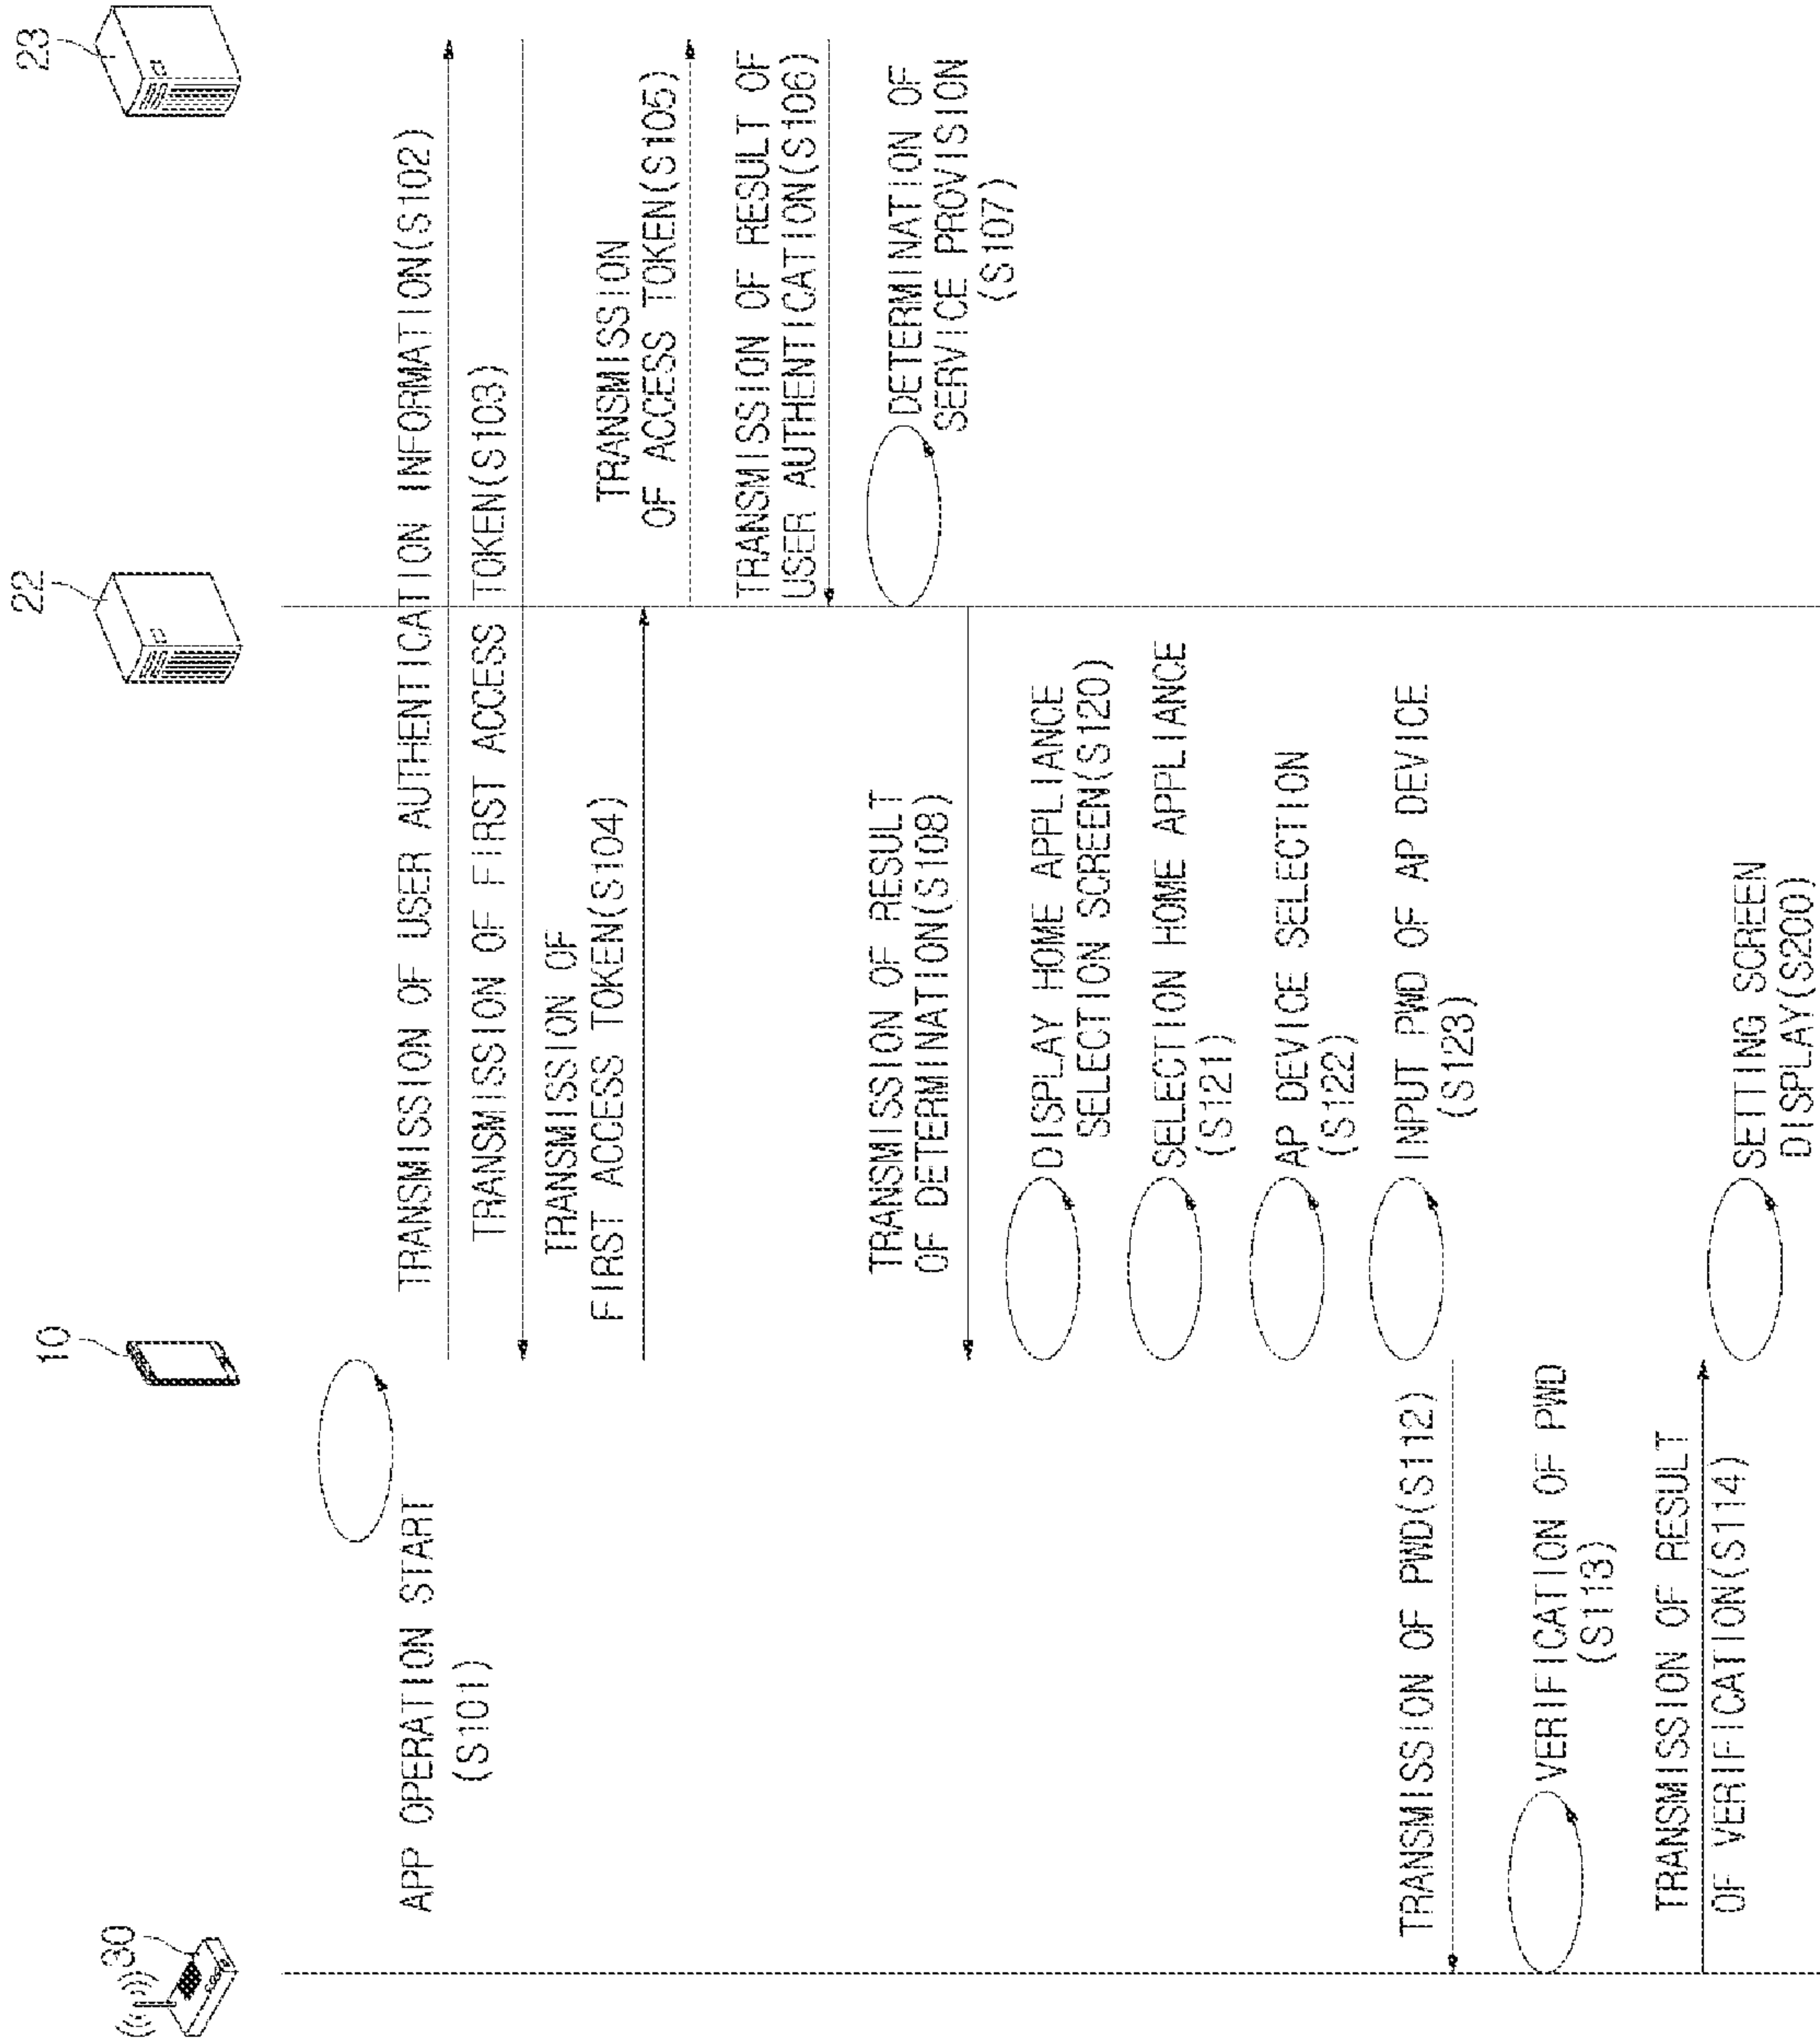 30
10
22
23
APP OPERATION START
(S101)
TRANSMISSION OF USER AUTHENTICATION INFORMATION(S102)
TRANSMISSION OF FIRST ACCESS TOKEN(S103)
TRANSMISSION OF
FIRST ACCESS TOKEN(S104)
TRANSMISSION
OF ACCESS TOKEN(S105)
TRANSMISSION OF RESULT OF
USER AUTHENTICATION(S106)
DETERMINATION OF
SERVICE PROVISION
(S107)
TRANSMISSION OF RESULT
OF DETERMINATION(S108)
DISPLAY HOME APPLIANCE
SELECTION SCREEN(S120)
SELECTION HOME APPLIANCE
(S121)
AP DEVICE SELECTION
(S122)
INPUT PWD OF AP DEVICE
(S123)
TRANSMISSION OF PWD(S112)
VERIFICATION OF PWD
(S113)
TRANSMISSION OF RESULT
OF VERIFICATION(S114)
SETTING SCREEN
DISPLAY(S200)